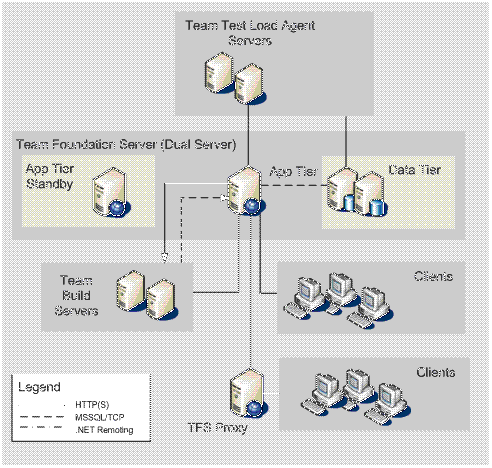 Team Test Load Agent
Servers
Team Foundation Server (Dual Server)
App Tier
Standby
App Tier
Data Tier
Team
Build
Servers
Clients
Clients
TFS Proxy
Legend
HTTP(S)
MSSQL/TCP
.NET Remoting